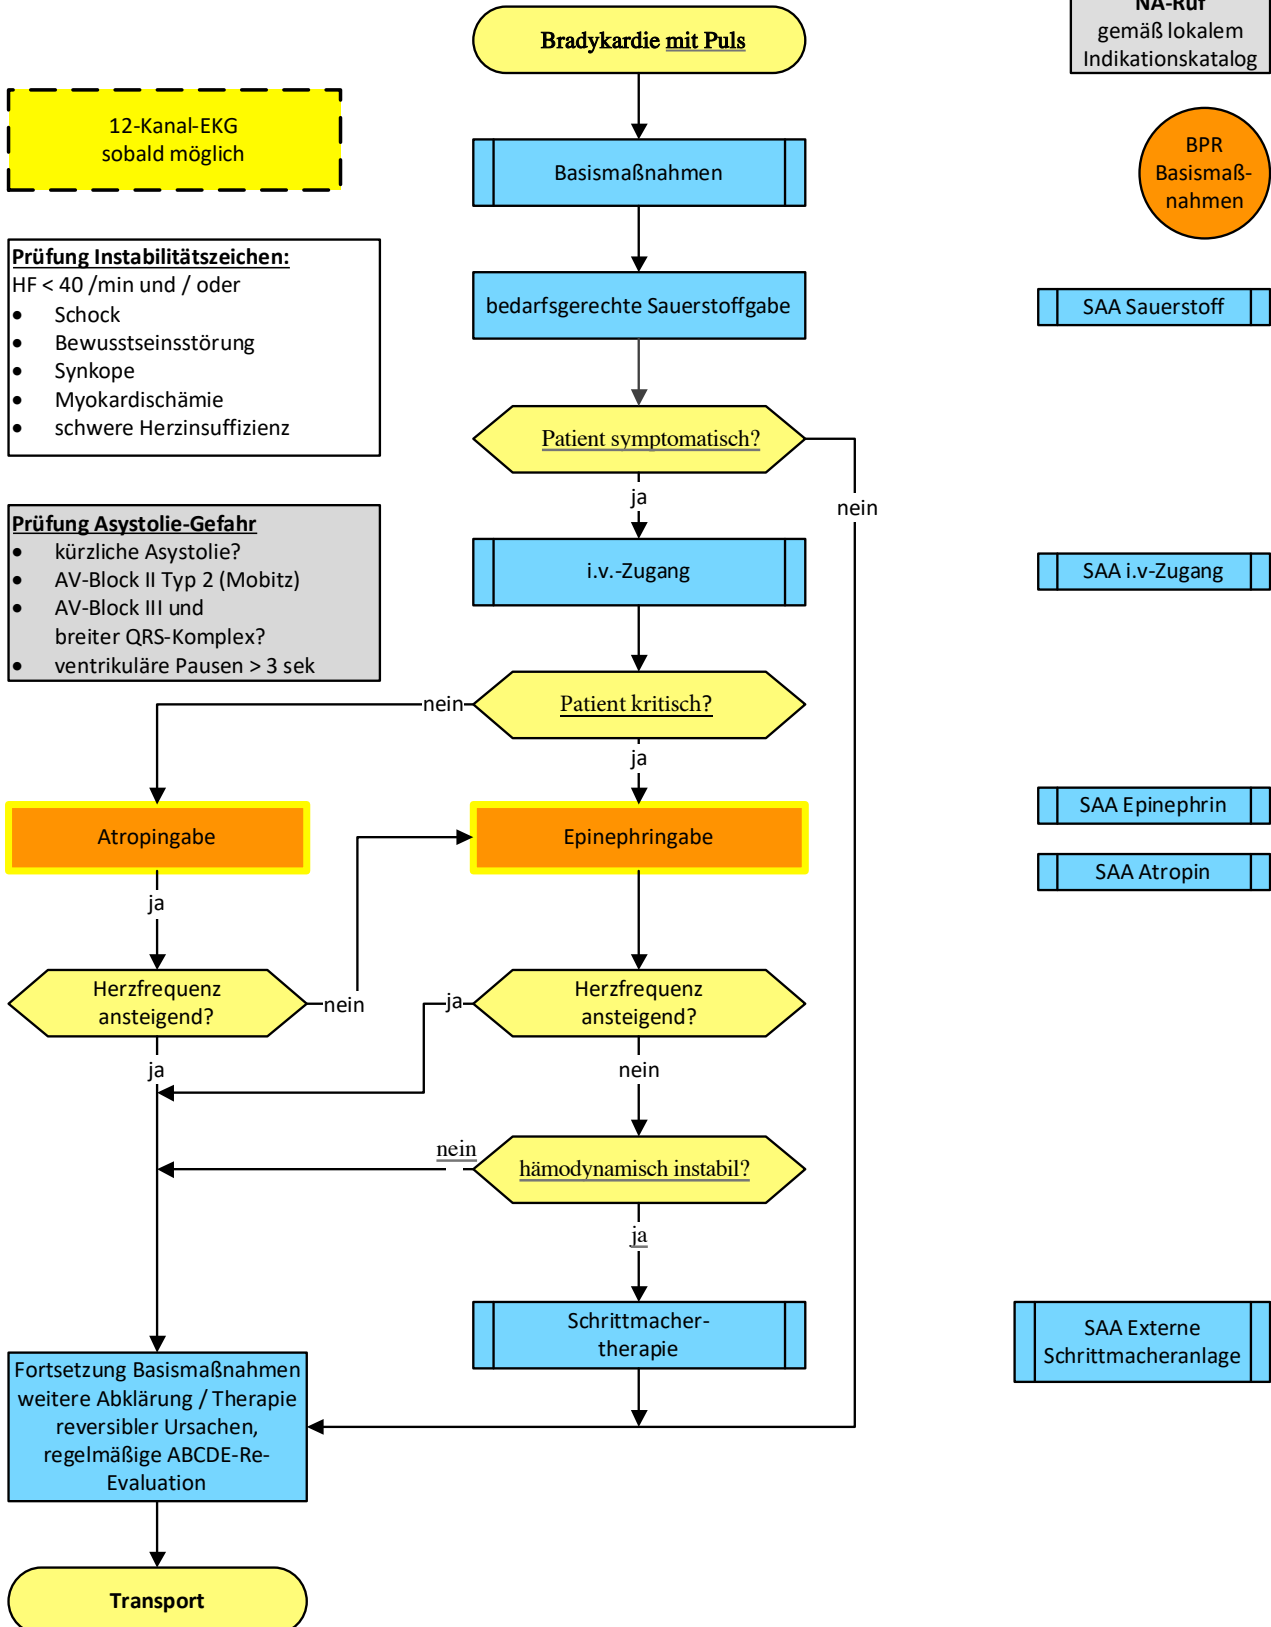 NA-Ruf
gemäß lokalem
Indikationskatalog
Bradykardie mit Puls
12-Kanal-EKG
sobald möglich
Basismaßnahmen
BPR
Basismaß-
nahmen
Prüfung Instabilitätszeichen:
HF < 40 /min und / oder
• Schock
• Bewusstseinsstörung
• Synkope
• Myokardischämie
• schwere Herzinsuffizienz
bedarfsgerechte Sauerstoffgabe
SAA Sauerstoff
Patient symptomatisch?
ja
nein
Prüfung Asystolie-Gefahr
• kürzliche Asystolie?
• AV-Block II Typ 2 (Mobitz)
• AV-Block III und
breiter QRS-Komplex?
• ventrikuläre Pausen > 3 sek
i.v.-Zugang
SAA i.v-Zugang
nein
Patient kritisch?
ja
Atropingabe
Epinephringabe
SAA Epinephrin
SAA Atropin
ja
Herzfrequenz
ansteigend?
nein
ja
Herzfrequenz
ansteigend?
ja
nein
nein
hämodynamisch instabil?
ja
Schrittmacher-
therapie
SAA Externe
Schrittmacheranlage
Fortsetzung Basismaßnahmen
weitere Abklärung / Therapie
reversibler Ursachen,
regelmäßige ABCDE-Re-
Evaluation
Transport